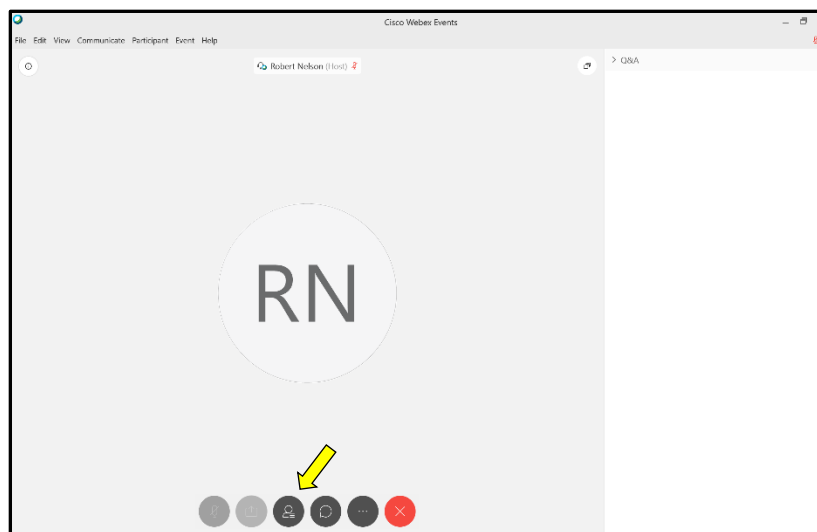 Cisco Webex Events
File Edit View Communicate Participant Event Help
Robert Nelson (Host)
> Q&A
RN